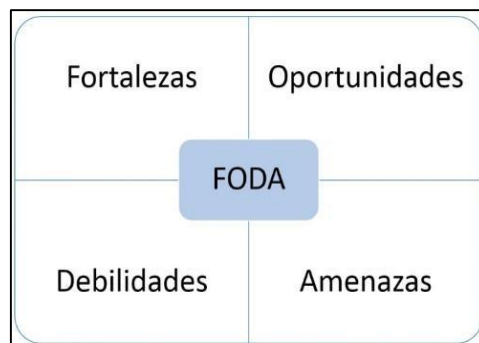 Fortalezas
Oportunidades
FODA
Debilidades
Amenazas